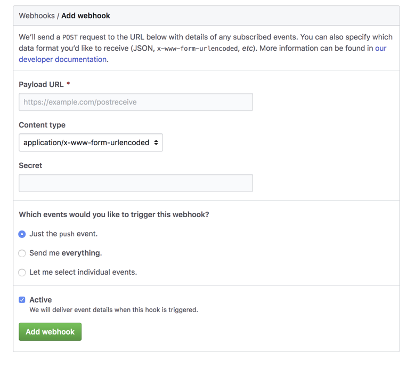 Webhooks / Add webhook
We'll send a POST request to the URL below with details of any subscribed events. You can also specify which
data format you'd like to receive (JSON, x-www-form-urlencoded, etc). More information can be found in our
developer documentation.
Payload URL *
https://example.com/postreceive
Content type
application/x-www-form-urlencoded
Secret
Which events would you like to trigger this webhook?
Just the push event.
Send me everything.
Let me select individual events.
Active
We will deliver event details when this hook is triggered.
Add webhook